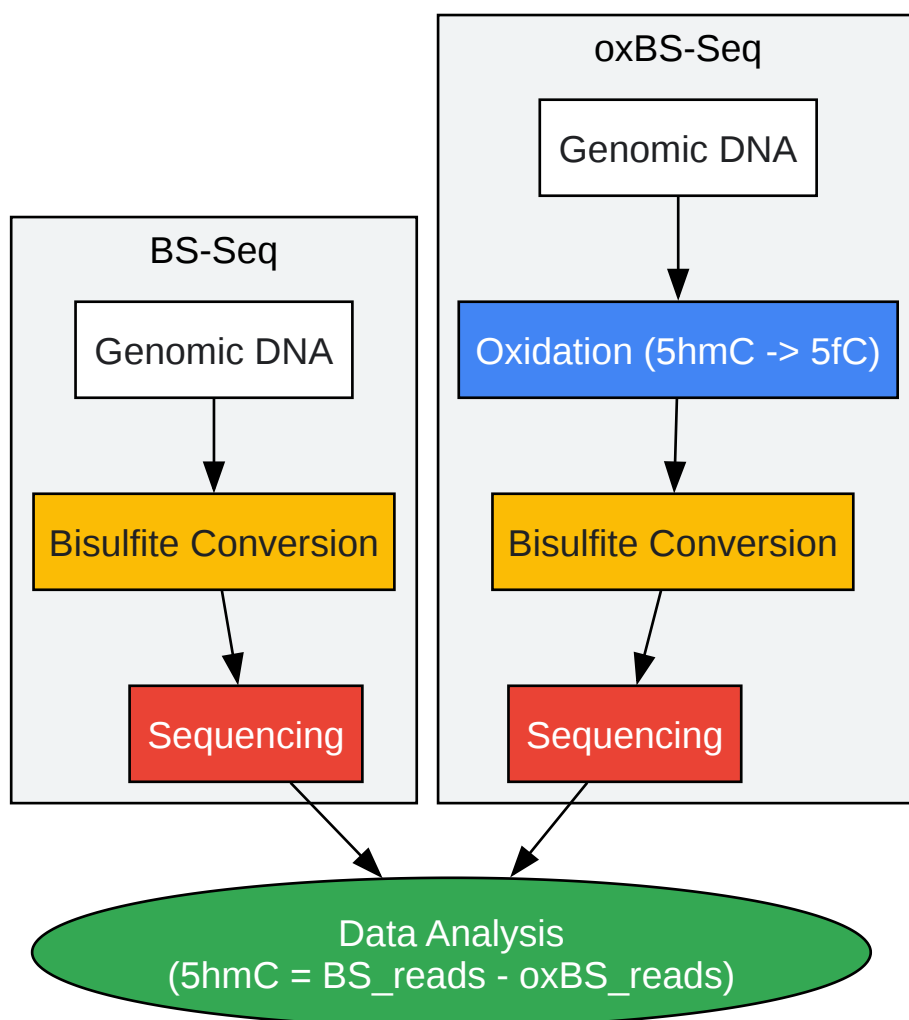 BS-Seq
Genomic DNA
Bisulfite Conversion
Sequencing
oxBS-Seq
Genomic DNA
Oxidation (5hmC -> 5fC)
Bisulfite Conversion
Sequencing
Data Analysis
(5hmC = BS_reads - oxBS_reads)